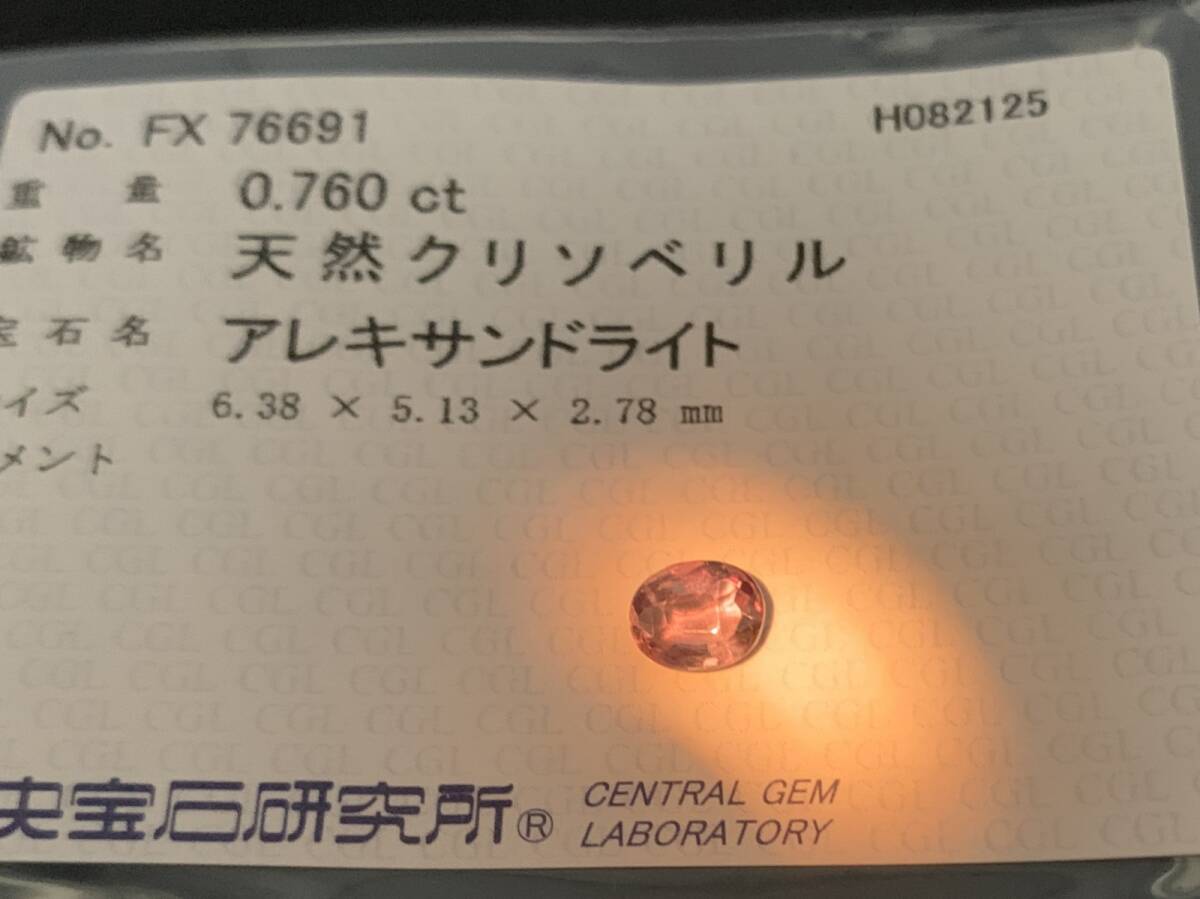 No. FX 76691
H082125
重 量 0.760 ct
鉱 物 名 天 然 ク リ ソ ベ リ ル
宝 石 名 アレキサンドライト
イズ 6.38 × 5.13 × 2.78 mm
メント
央宝石研究所® CENTRAL GEM
LABORATORY